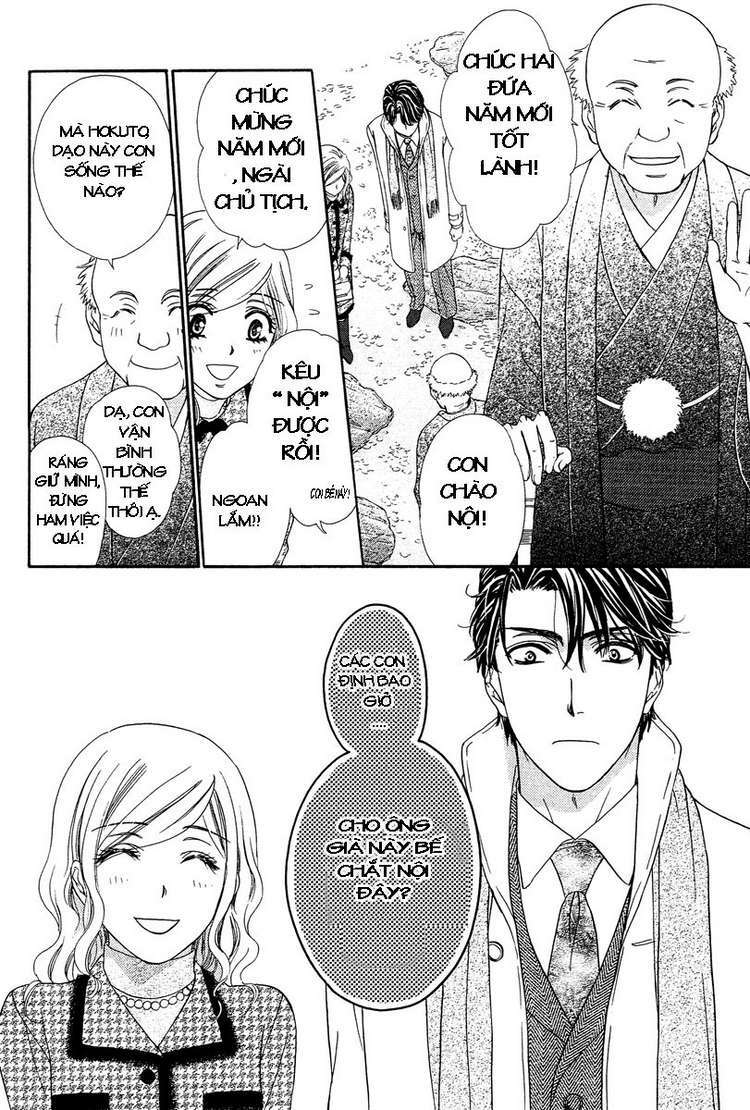 CHÚC HAI
ĐỨA
NĂM MỚI
TỐT
LÀNH!
CON
CHÀO
NỘI!
CHÚC
MỪNG
NĂM MỚI
, NGÀI
CHỦ TỊCH.
KÊU
“NỘI”
ĐƯỢC
RỒI!
CON BÉ NÀY!
NGOAN
LẮM!!
MÀ HOKUTO,
DẠO NÀY CON
SỐNG THẾ
NÀO?
DẠ, CON
VẪN
BÌNH
THƯỜNG
THẾ
THÔI Ạ.
RÁNG
GIỮ MÌNH,
ĐỪNG
HAM VIỆC
QUÁ!
CÁC CON
ĐỊNH BAO
GIỜ
....
CHO ÔNG
GIÀ NÀY BẾ
CHẮT NỘI
ĐÂY?